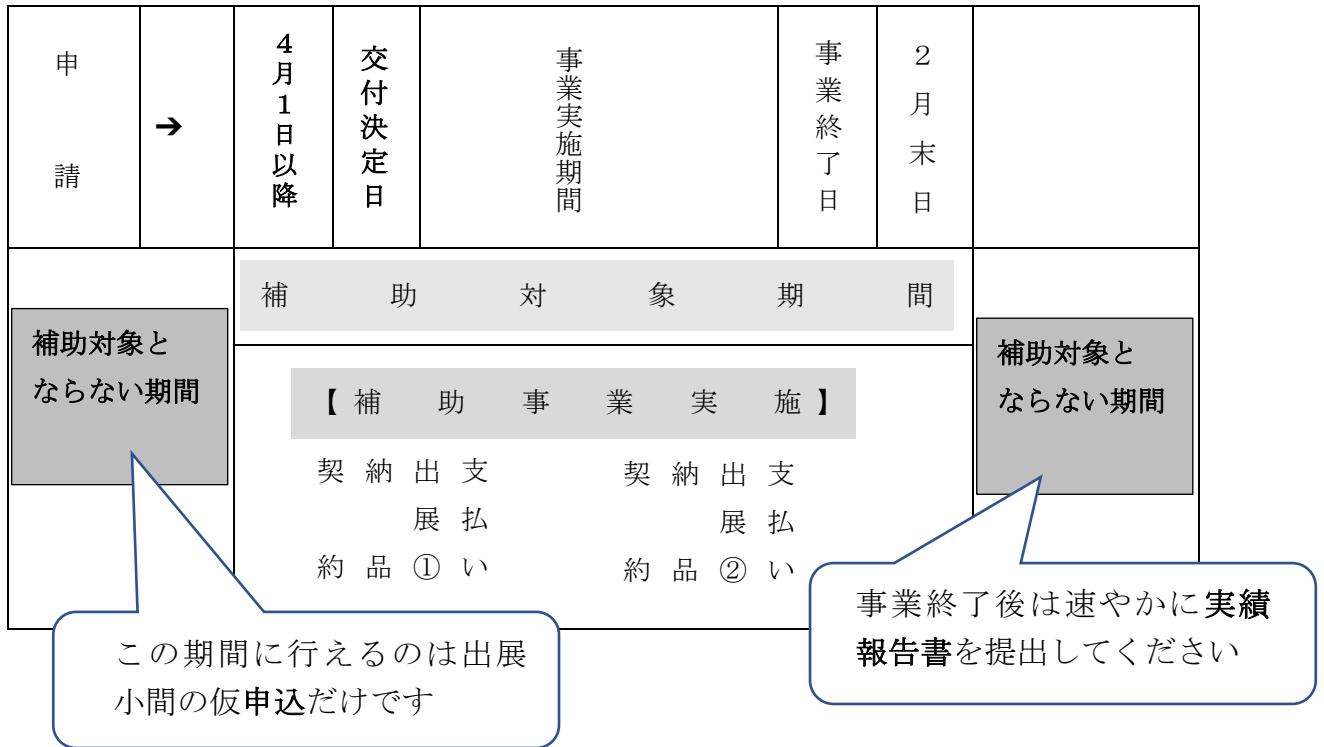 申請
➔
4月1日以降
交付決定日
事業実施期間
事業終了日
2月末日
補助対象期間
補助対象と
ならない期間
【補助事業実施】
契約
納品
出展①
支払い
契約
納品
出展②
支払い
補助対象と
ならない期間
この期間に行えるのは出展
小間の仮申込だけです
事業終了後は速やかに実績
報告書を提出してください